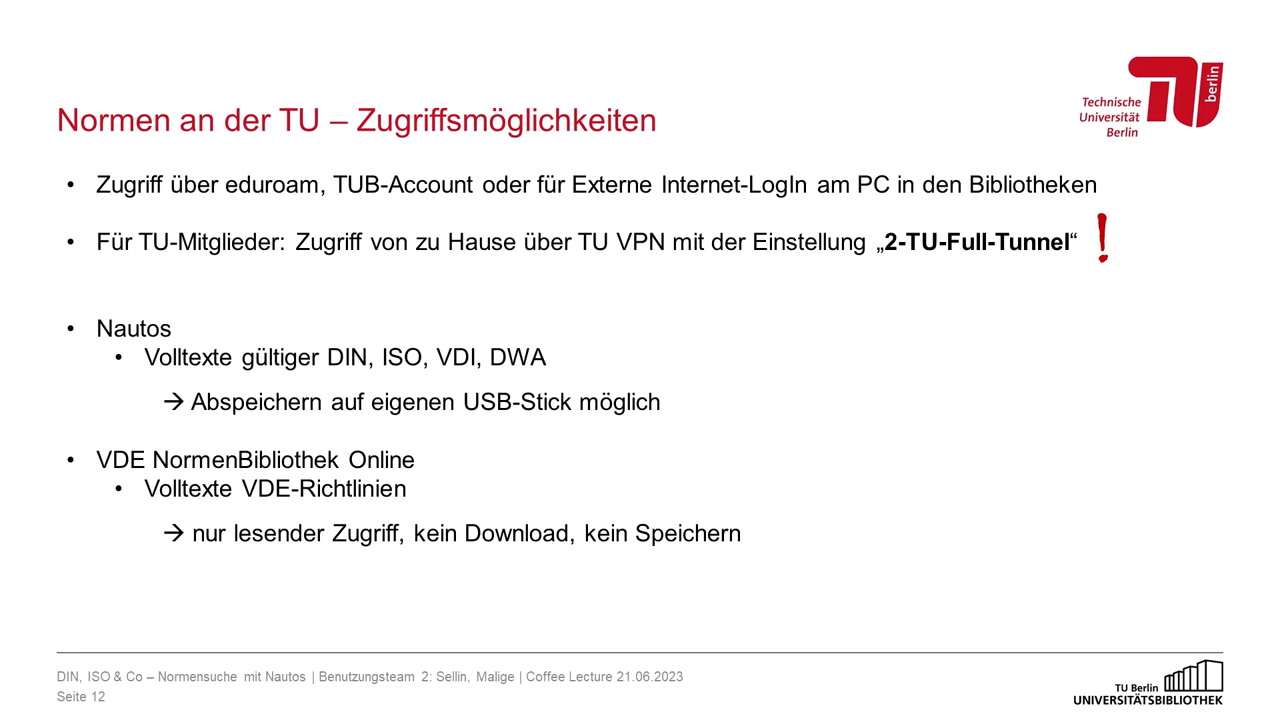 Technische
Universität
Berlin
berlin
Normen an der TU – Zugriffsmöglichkeiten
• Zugriff über eduroam, TUB-Account oder für Externe Internet-LogIn am PC in den Bibliotheken
• Für TU-Mitglieder: Zugriff von zu Hause über TU VPN mit der Einstellung „2-TU-Full-Tunnel“ !
• Nautos
• Volltexte gültiger DIN, ISO, VDI, DWA
→ Abspeichern auf eigenen USB-Stick möglich
• VDE NormenBibliothek Online
• Volltexte VDE-Richtlinien
→ nur lesender Zugriff, kein Download, kein Speichern
DIN, ISO & Co – Normensuche mit Nautos | Benutzungsteam 2: Sellin, Malige | Coffee Lecture 21.06.2023
Seite 12
TU Berlin
UNIVERSITÄTSBIBLIOTHEK